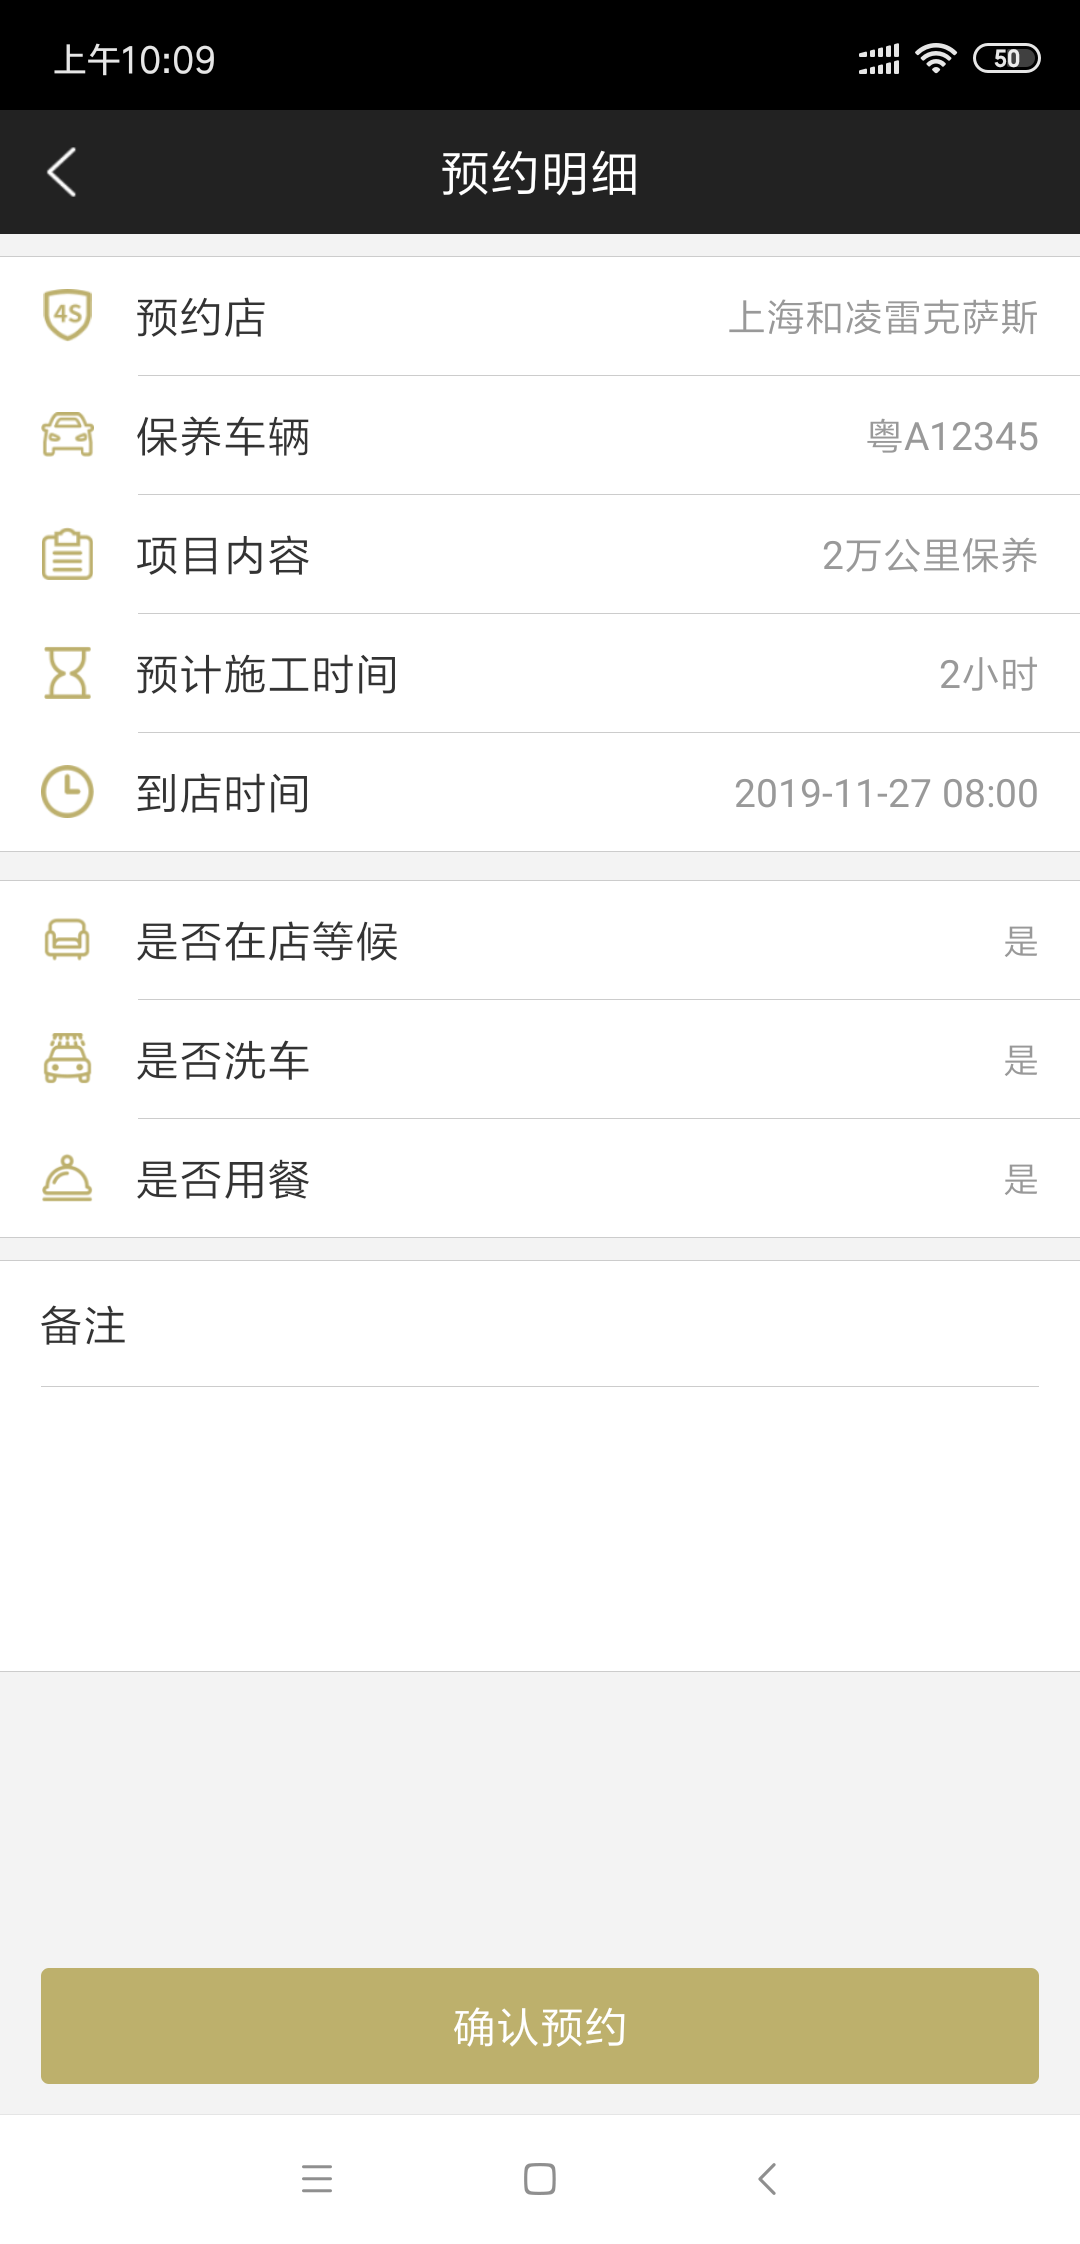 上午10:09
50
预约明细
4S
预约店 上海和凌雷克萨斯
保养车辆 粤A12345
项目内容 2万公里保养
预计施工时间 2小时
到店时间 2019-11-27 08:00
是否在店等候 是
是否洗车 是
是否用餐 是
备注
确认预约